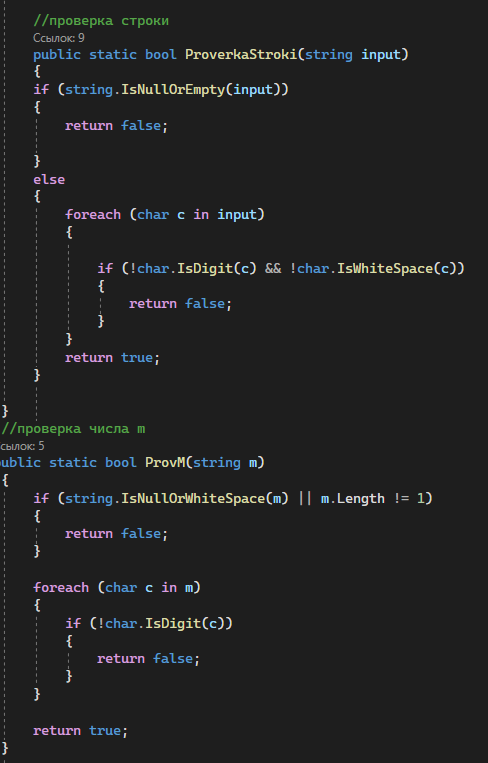 //проверка строки
Ссылок: 9
public static bool ProverkaStroki(string input)
{
if (string.IsNullOrEmpty(input))
{
return false;
}
else
{
foreach (char c in input)
{
if (!char.IsDigit(c) && !char.IsWhiteSpace(c))
{
return false;
}
}
return true;
}
}
//проверка числа m
сылок: 5
ublic static bool ProvM(string m)
{
if (string.IsNullOrWhiteSpace(m) || m.Length != 1)
{
return false;
}
foreach (char c in m)
{
if (!char.IsDigit(c))
{
return false;
}
}
return true;
}